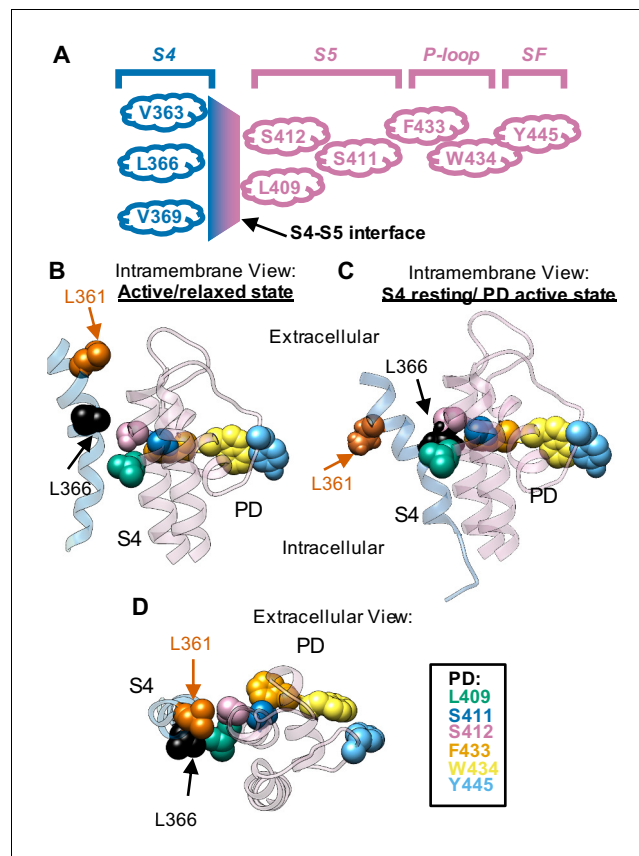 A
S4
S5
P-loop
SF
V363
L366
V369
S412
S411
L409
F433
W434
Y445
S4-S5 interface
B
Intramembrane View:
Active/relaxed state
C
Intramembrane View:
S4 resting/ PD active state
L361
Extracellular
L366
L366
L361
S4
PD
S4
PD
Intracellular
D
Extracellular View:
L361
PD
S4
L366
PD:
L409
S411
S412
F433
W434
Y445